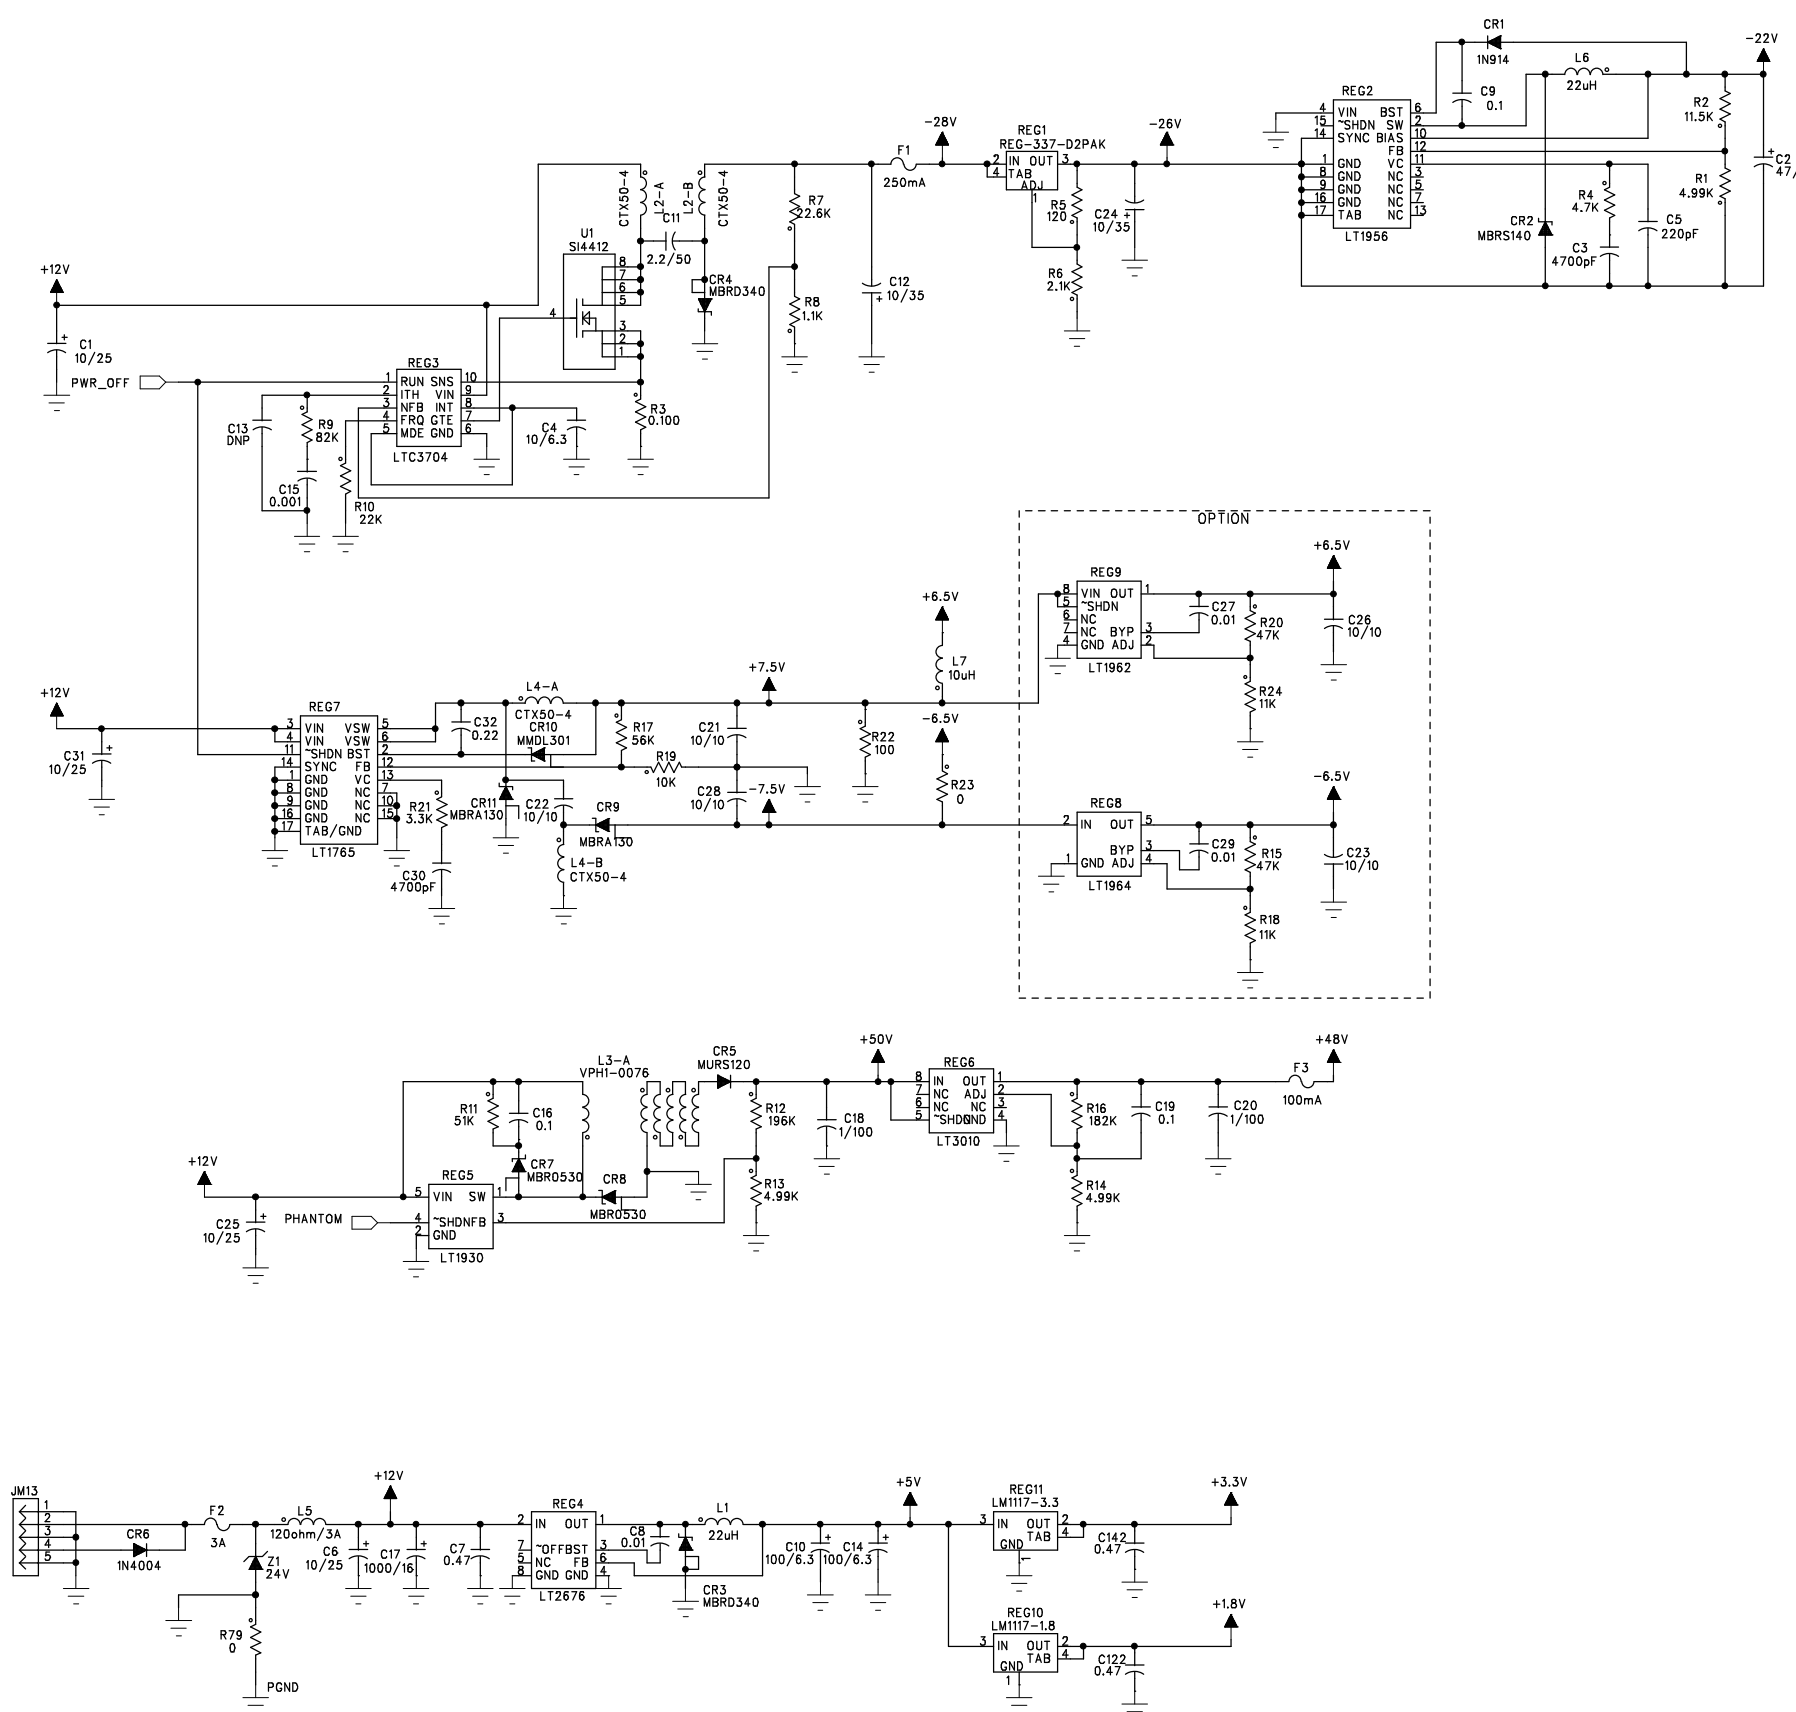 CR1
1N914
-22V
L6
22uH
C9
0.1
R2
11.5K
C2
47/
R1
4.99K
REG2
4 VIN BST 6
15 ~SHDN SW 2
14 SYNC BIAS 10
FB 12
1 GND VC 11
8 GND NC 3
9 GND NC 5
16 GND NC 7
17 TAB NC 13
LT1956
R4
4.7K
C3
4700pF
C5
220pF
CR2
MBRS140
-28V
F1
250mA
REG1
REG-337-D2PAK
2 IN OUT 3
4 TAB
ADJ
1
-26V
R5
120
C24 +
10/35
R6
2.1K
CTX50-4
L2-A
L2-B
CTX50-4
C11
2.2/50
R7
22.6K
R8
1.1K
C12
10/35
+
CR4
MBRD340
U1
SI4412
8
7
6
5
4
3
2
1
+12V
C1
10/25
+
PWR_OFF
REG3
1 RUN SNS 10
2 ITH VIN 9
3 NFB INT 8
4 FRQ GTE 7
5 MDE GND 6
LTC3704
C13
DNP
R9
82K
C15
0.001
R10
22K
C4
10/6.3
R3
0.100
OPTION
REG9
8 VIN OUT 1
5 ~SHDN
6 NC
7 NC BYP 3
4 GND ADJ 2
LT1962
C27
0.01
R20
47K
R24
11K
+6.5V
C26
10/10
REG8
2 IN OUT 5
BYP 3
1 GND ADJ 4
LT1964
C29
0.01
R15
47K
R18
11K
-6.5V
C23
10/10
+12V
C31
10/25
+
REG7
3 VIN VSW 5
4 VIN VSW 6
11 ~SHDN BST 2
14 SYNC FB 12
1 GND VC 13
8 GND NC 7
9 GND NC 10
16 GND NC 15
17 TAB/GND
LT1765
L4-A
CTX50-4
C32
0.22
CR10
MMDL301
R17
56K
R19
10K
R21
3.3K
C30
4700pF
CR11
MBRA130
C22
10/10
CR9
MBRA130
L4-B
CTX50-4
+7.5V
C21
10/10
C28
10/10
-7.5V
R22
100
+6.5V
L7
10uH
-6.5V
R23
0
+12V
C25
10/25
+
PHANTOM
REG5
5 VIN SW 1
4 ~SHDNFB 3
2 GND
LT1930
R11
51K
C16
0.1
CR7
MBR0530
CR8
MBR0530
L3-A
VPH1-0076
CR5
MURS120
R12
196K
R13
4.99K
C18
1/100
+50V
REG6
8 IN OUT 1
7 NC ADJ 2
6 NC NC 3
5 ~SHDNGND 4
LT3010
R16
182K
R14
4.99K
C19
0.1
C20
1/100
F3
100mA
+48V
JM13
1
2
3
4
5
CR6
1N4004
F2
3A
Z1
24V
R79
0
PGND
L5
120ohm/3A
+12V
C6
10/25
+
C17
1000/16
+
C7
0.47
REG4
2 IN OUT 1
7 ~OFFBST 3
5 NC FB 6
8 GND GND 4
LT2676
C8
0.01
L1
22uH
CR3
MBRD340
C10
100/6.3
+
C14
100/6.3
+
+5V
REG11
LM1117-3.3
3 IN OUT 2
TAB 4
GND
1
C142
0.47
+3.3V
REG10
LM1117-1.8
3 IN OUT 2
TAB 4
GND
1
C122
0.47
+1.8V